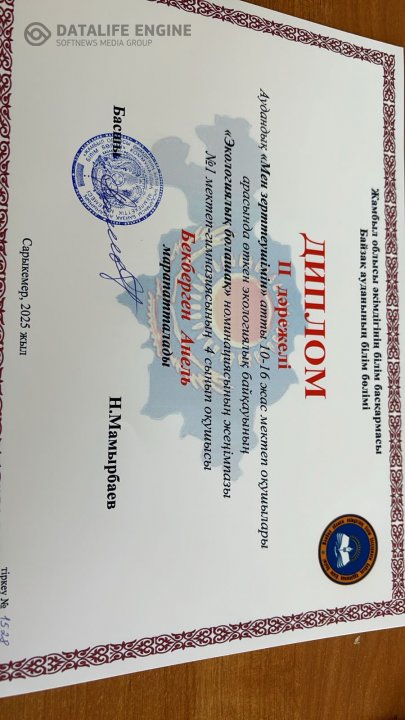 DATALIFE ENGINE
SOFTNEWS MEDIA GROUP
Жамбыл облысы әкімдігінің білім басқармасы
Байзақ ауданының білім бөлімі
ДИПЛОМ
II дәрежелі
Аудандық «Мен зерттеушімін» атты 10-16 жас мектеп оқушылары
арасында өткен экологиялық байқауының
«Экологиялық болашақ» номинациясының жеңімпазы
№1 мектеп-гимназиясының 4 сынып оқушысы
Бекберген Анель
марапатталады
Басшы
Н.Мамырбаев
Сарыкемер, 2025 жыл
тіркеу № 1528